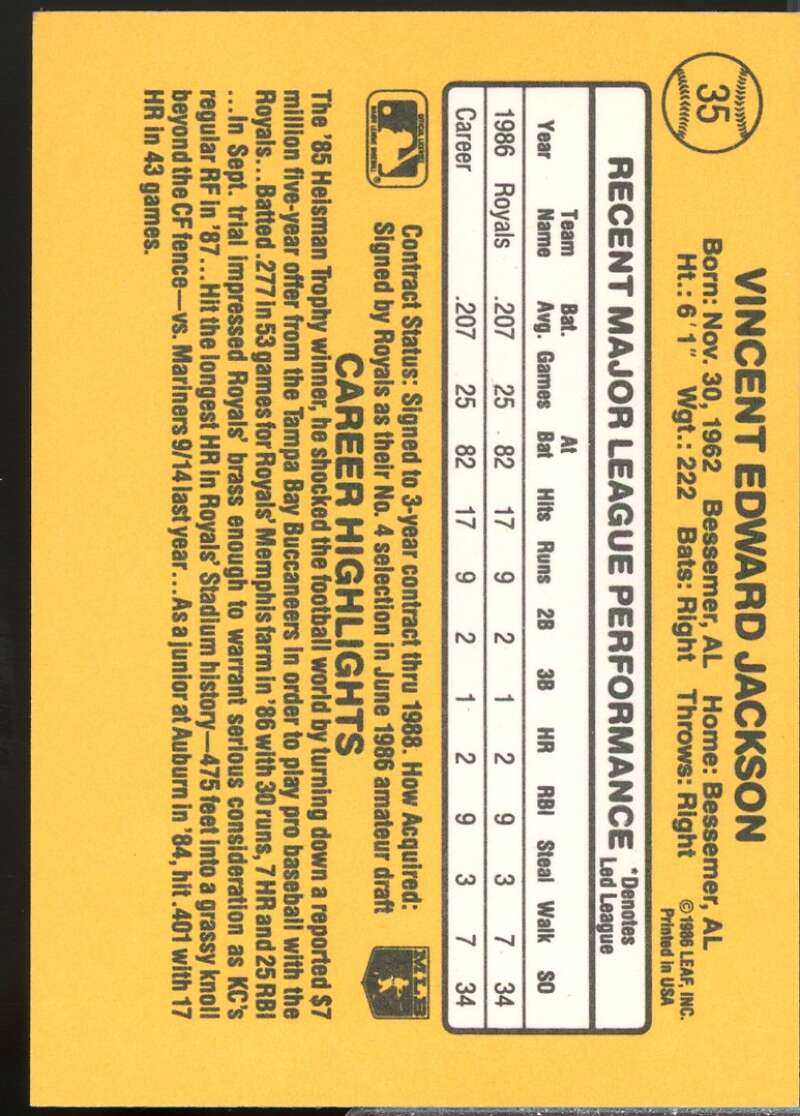 35
VINCENT EDWARD JACKSON
Born: Nov. 30, 1962 Bessemer, AL Home: Bessemer, AL
Ht.: 6'1" Wgt.: 222 Bats: Right Throws: Right
©1986 LEAF, INC.
Printed in USA
RECENT MAJOR LEAGUE PERFORMANCE *Denotes Led League
Year Team Name Bat. Avg. Games At Bat Hits Runs 2B 3B HR RBI Steal Walk SO
1986 Royals .207 25 82 17 9 2 1 2 9 3 7 34
Career .207 25 82 17 9 2 1 2 9 3 7 34
OFFICIAL LICENSEE
MAJOR LEAGUE BASEBALL
®
Contract Status: Signed to 3-year contract thru 1988. How Acquired:
Signed by Royals as their No. 4 selection in June 1986 amateur draft
MLB
CAREER HIGHLIGHTS
The '85 Heisman Trophy winner, he shocked the football world by turning down a reported $7
million five-year offer from the Tampa Bay Buccaneers in order to play pro baseball with the
Royals...Batted .277 in 53 games for Royals' Memphis farm in '86 with 30 runs, 7 HR and 25 RBI
...In Sept. trial impressed Royals' brass enough to warrant serious consideration as KC's
regular RF in '87...Hit the longest HR in Royals' Stadium history—475 feet into a grassy knoll
beyond the CF fence—vs. Mariners 9/14 last year...As a junior at Auburn in '84, hit .401 with 17
HR in 43 games.